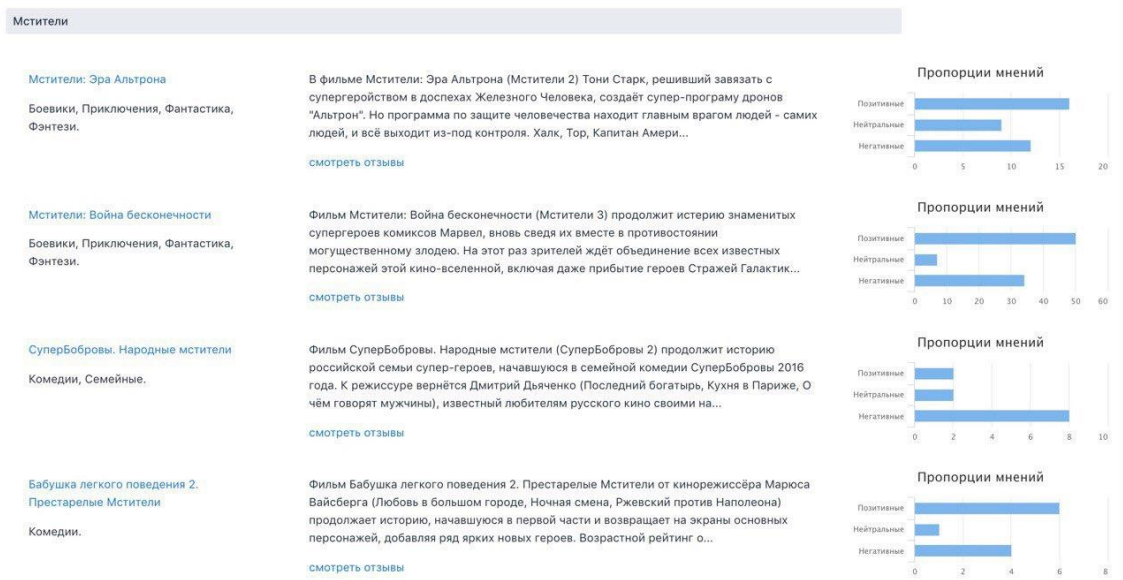 Мстители
Мстители: Эра Альтрона
Боевики, Приключения, Фантастика,
Фэнтези.
В фильме Мстители: Эра Альтрона (Мстители 2) Тони Старк, решивший завязать с
супергеройством в доспехах Железного Человека, создаёт супер-програму дронов
"Альтрон". Но программа по защите человечества находит главным врагом людей - самих
людей, и всё выходит из-под контроля. Халк, Тор, Капитан Амери...
смотреть отзывы
Пропорции мнений
Позитивные
Нейтральные
Негативные
0 5 10 15 20
Мстители: Война бесконечности
Боевики, Приключения, Фантастика,
Фэнтези.
Фильм Мстители: Война бесконечности (Мстители 3) продолжит истерию знаменитых
супергероев комиксов Марвел, вновь сведя их вместе в противостоянии
могущественному злодею. На этот раз зрителей ждёт объединение всех известных
персонажей этой кино-вселенной, включая даже прибытие героев Стражей Галактик...
смотреть отзывы
Пропорции мнений
Позитивные
Нейтральные
Негативные
0 10 20 30 40 50 60
СуперБобровы. Народные мстители
Комедии, Семейные.
Фильм СуперБобровы. Народные мстители (СуперБобровы 2) продолжит историю
российской семьи супер-героев, начавшуюся в семейной комедии СуперБобровы 2016
года. К режиссуре вернётся Дмитрий Дьяченко (Последний богатырь, Кухня в Париже, О
чём говорят мужчины), известный любителям русского кино своими на...
смотреть отзывы
Пропорции мнений
Позитивные
Нейтральные
Негативные
0 2 4 6 8 10
Бабушка легкого поведения 2.
Престарелые Мстители
Комедии.
Фильм Бабушка легкого поведения 2. Престарелые Мстители от кинорежиссёра Марюса
Вайсберга (Любовь в большом городе, Ночная смена, Ржевский против Наполеона)
продолжает историю, начавшуюся в первой части и возвращает на экраны основных
персонажей, добавляя ряд ярких новых героев. Возрастной рейтинг о...
смотреть отзывы
Пропорции мнений
Позитивные
Нейтральные
Негативные
0 2 4 6 8